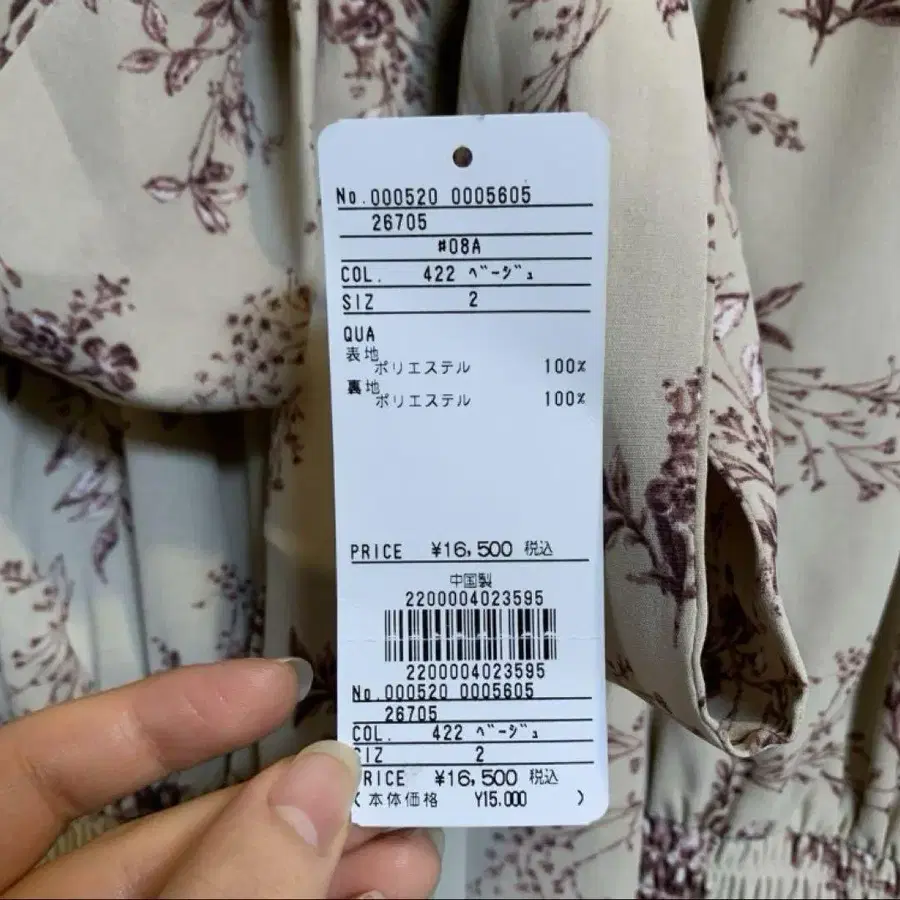 No.000520 0005605
26705
#08A
COL. 422 ﾍﾞｰｼﾞｭ
SIZ 2
QUA
表地
ポリエステル 100%
裏地
ポリエステル 100%
PRICE ¥16,500 税込
中国製
2200004023595
2200004023595
No.000520 0005605
26705
COL. 422 ﾍﾞｰｼﾞｭ
SIZ 2
PRICE ¥16,500 税込
(本体価格 Y15.000 )